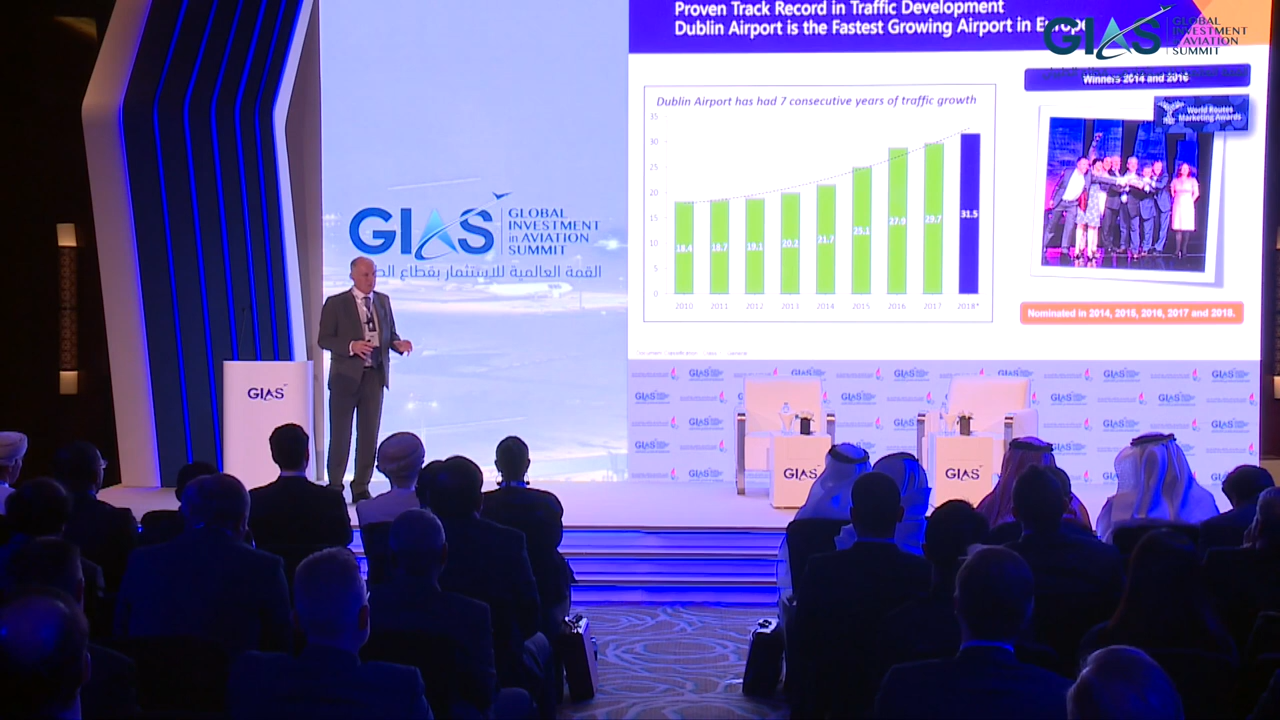 Proven Track Record in Traffic Development
Dublin Airport is the Fastest Growing Airport in Europe
GIAS
GLOBAL
INVESTMENT
in AVIATION
SUMMIT
Winners 2014 and 2016
World Routes
Marketing Awards
Dublin Airport has had 7 consecutive years of traffic growth
35
30
25
20
15
10
5
0
18.4
18.7
19.1
20.2
21.7
25.1
27.9
29.7
31.5
2010
2011
2012
2013
2014
2015
2016
2017
2018*
Nominated in 2014, 2015, 2016, 2017 and 2018.
GIAS
GLOBAL
INVESTMENT
in AVIATION
SUMMIT
القمة العالمية للاستثمار بقطاع
GIAS
GIAS
GIAS